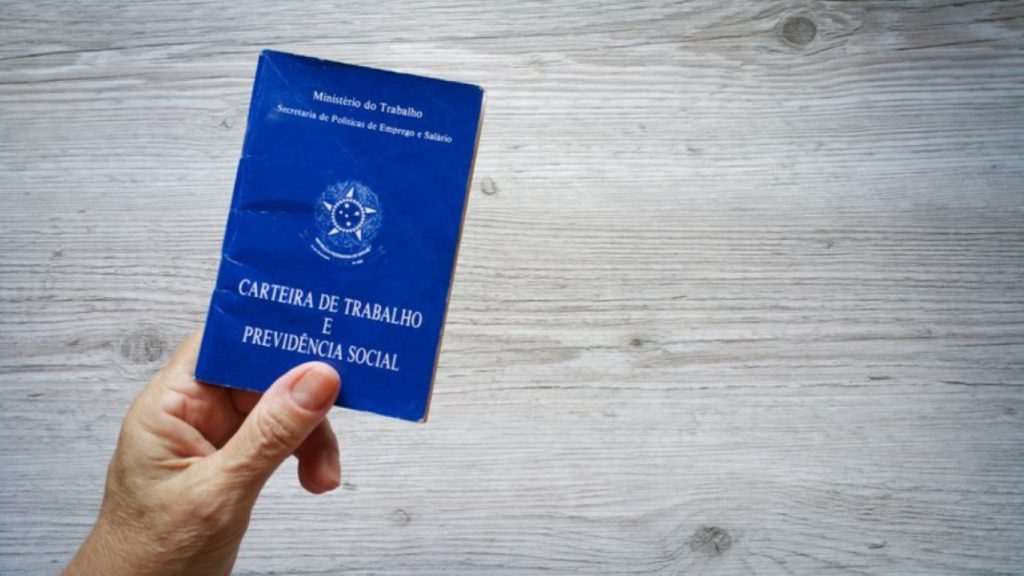 Ministério do Trabalho
Secretaria de Políticas de Emprego e Salário
CARTEIRA DE TRABALHO
E
PREVIDÊNCIA SOCIAL